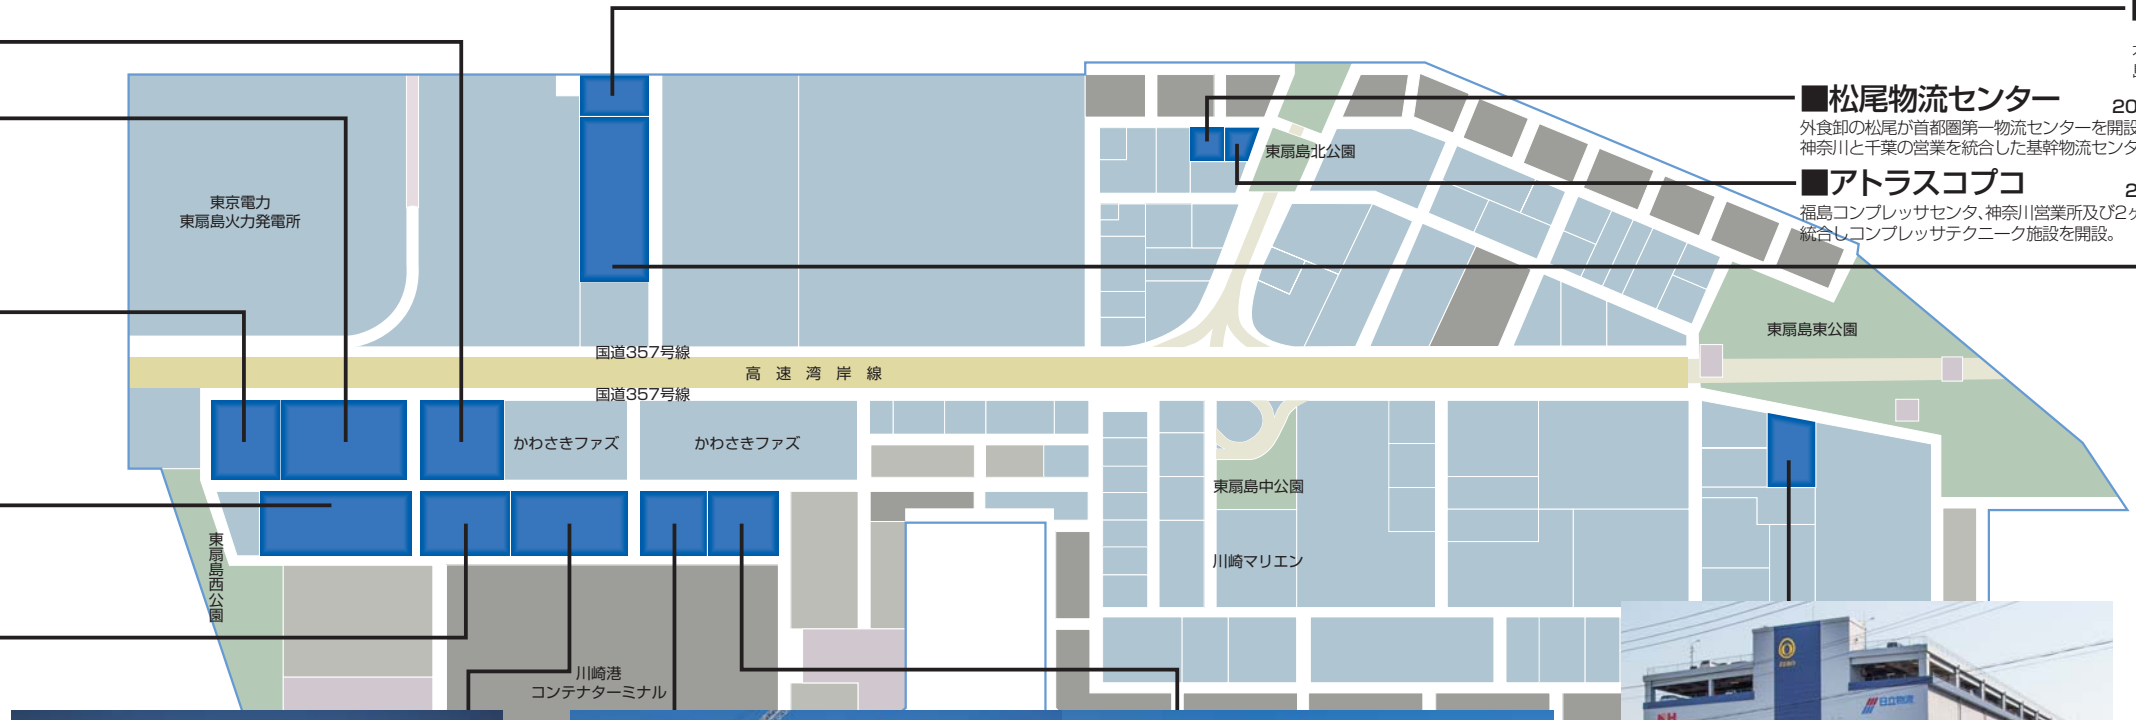 ■松尾物流センター 20
外食卸の松尾が首都圏第一物流センターを開設
神奈川と千葉の営業を統合した基幹物流センタ
■アトラスコプコ 2
福島コンプレッサセンタ、神奈川営業所及び2ヶ
統合しコンプレッサテクニーク施設を開設。
東京電力
東扇島火力発電所
東扇島北公園
東扇島東公園
国道357号線
高速湾岸線
国道357号線
かわさきファズ
かわさきファズ
東扇島中公園
川崎マリエン
東扇島西公園
川崎港
コンテナターミナル
ZERO
日立物流
KH